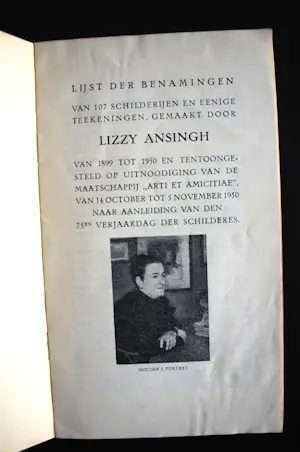 LIJST DER BENAMINGEN
VAN 107 SCHILDERIJEN EN EENIGE
TEEKENINGEN, GEMAAKT DOOR
LIZZY ANSINGH
VAN 1899 TOT 1950 EN TENTOONGE-
STELD OP UITNOODIGING VAN DE
MAATSCHAPPIJ „ARTI ET AMICITIAE”,
VAN 14 OCTOBER TOT 5 NOVEMBER 1950
NAAR AANLEIDING VAN DEN
75EN VERJAARDAG DER SCHILDERES.
MOEDER'S PORTRET